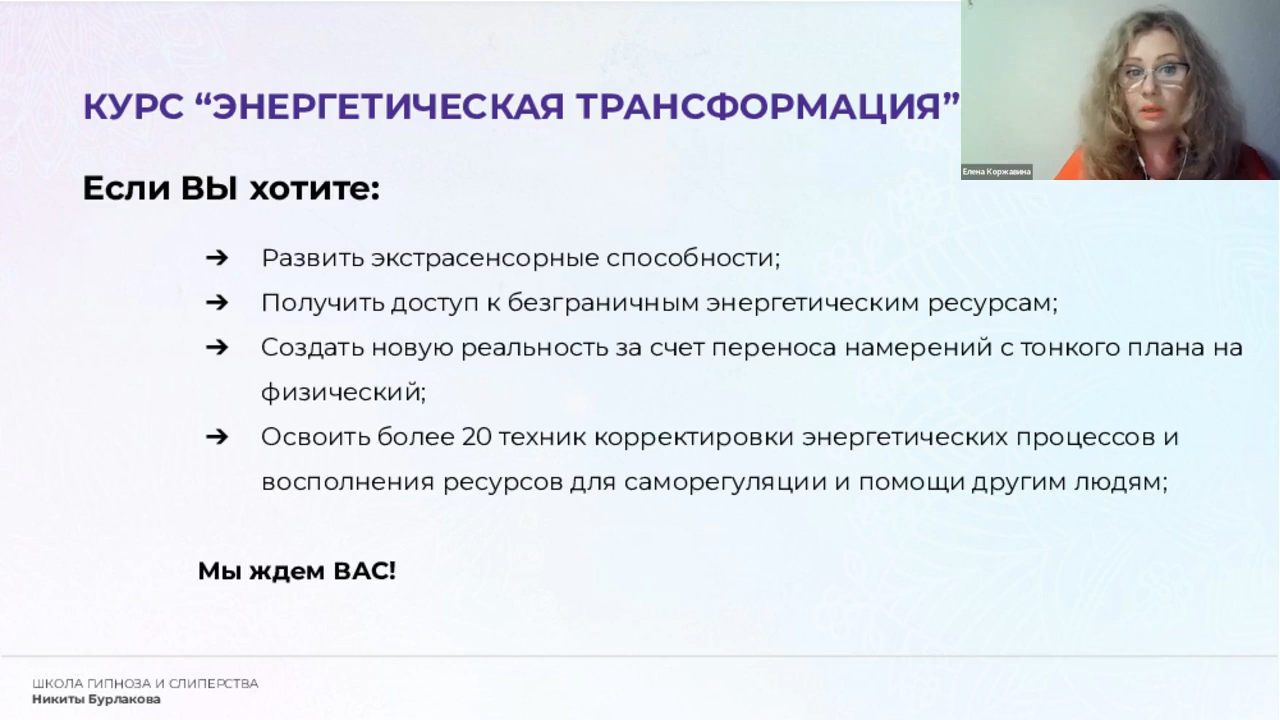 КУРС “ЭНЕРГЕТИЧЕСКАЯ ТРАНСФОРМАЦИЯ”
Елена Коржавина
Если ВЫ хотите:
➔ Развить экстрасенсорные способности;
➔ Получить доступ к безграничным энергетическим ресурсам;
➔ Создать новую реальность за счет переноса намерений с тонкого плана на
физический;
➔ Освоить более 20 техник корректировки энергетических процессов и
восполнения ресурсов для саморегуляции и помощи другим людям;
Мы ждем ВАС!
ШКОЛА ГИПНОЗА И СЛИПЕРСТВА
Никиты Бурлакова